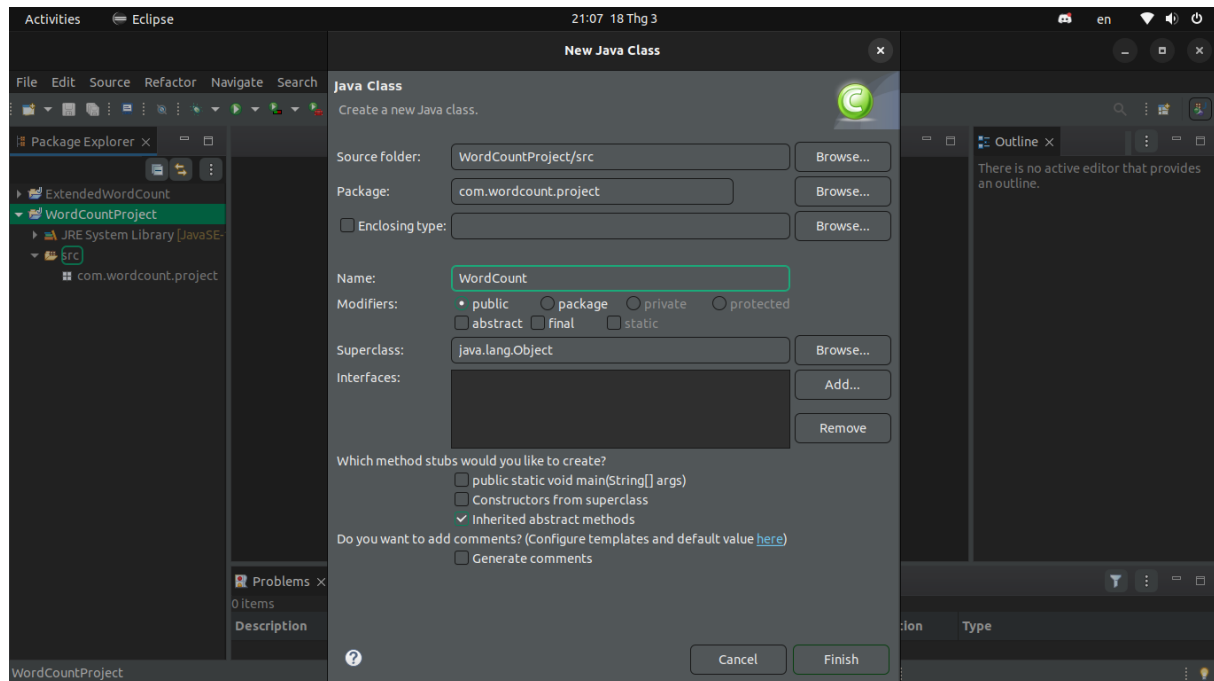 Activities Eclipse 21:07 18 Thg 3 en
New Java Class
File Edit Source Refactor Navigate Search
Java Class
Create a new Java class.
Package Explorer
Outline
There is no active editor that provides
an outline.
ExtendedWordCount
WordCountProject
JRE System Library [JavaSE-
src
com.wordcount.project
Source folder: WordCountProject/src Browse...
Package: com.wordcount.project Browse...
Enclosing type: Browse...
Name: WordCount
Modifiers: public package private protected
abstract final static
Superclass: java.lang.Object Browse...
Interfaces: Add...
Remove
Which method stubs would you like to create?
public static void main(String[] args)
Constructors from superclass
Inherited abstract methods
Do you want to add comments? (Configure templates and default value here)
Generate comments
Problems
0 items
Description Type
Cancel Finish
WordCountProject